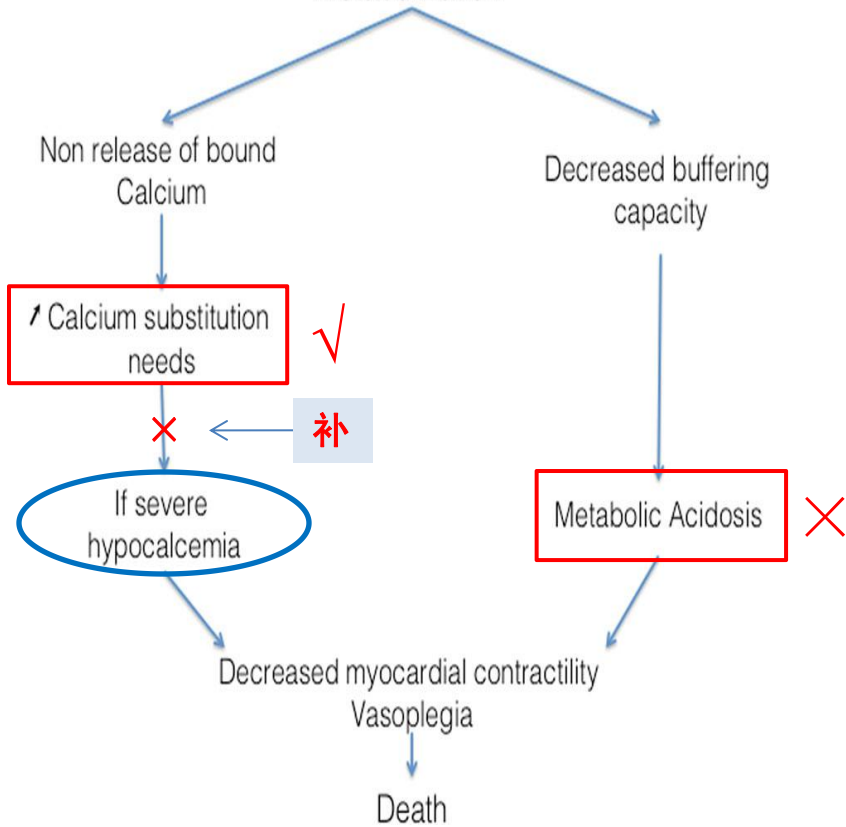 Non release of bound
Calcium
Decreased buffering
capacity
Calcium substitution
needs
√
补
If severe
hypocalcemia
Metabolic Acidosis
Decreased myocardial contractility
Vasoplegia
Death